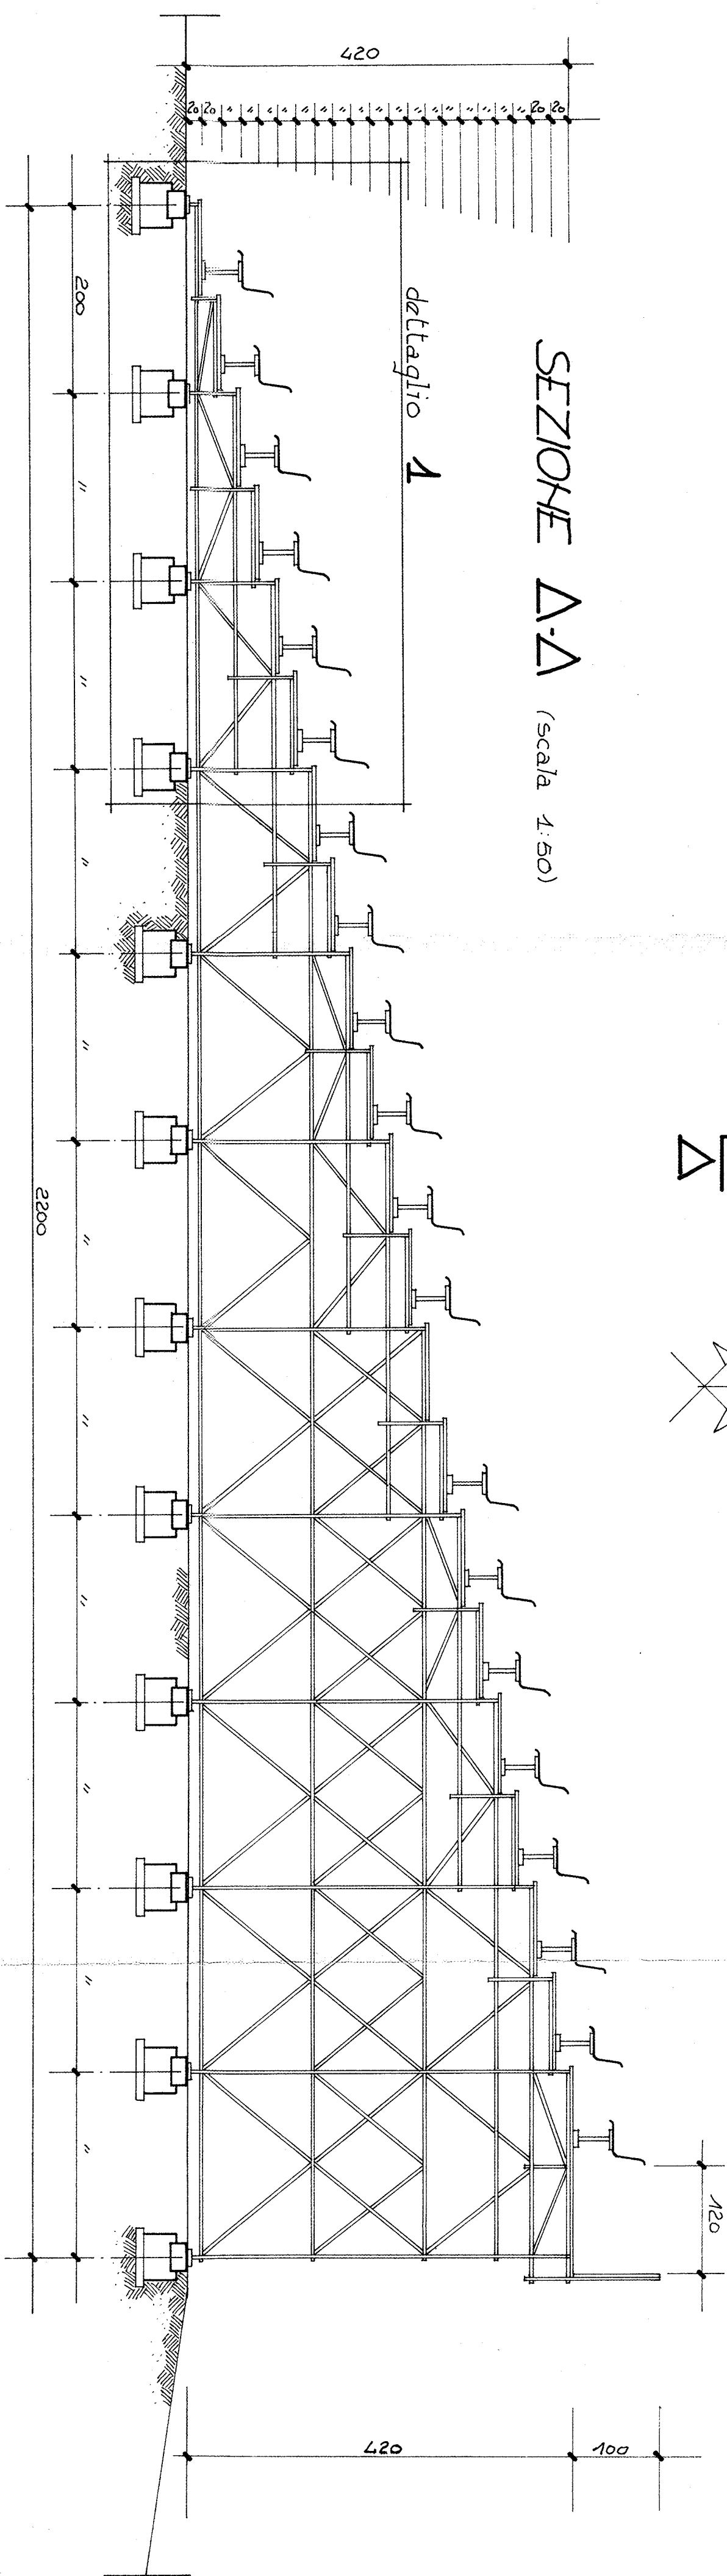 420
20 20 " " " " " " " " " " " " " " " " " 20 20
SEZIONE A-A (scala 1:50)
dettaglio 1
A
200 " " " " " " " " " "
2200
120
420 100